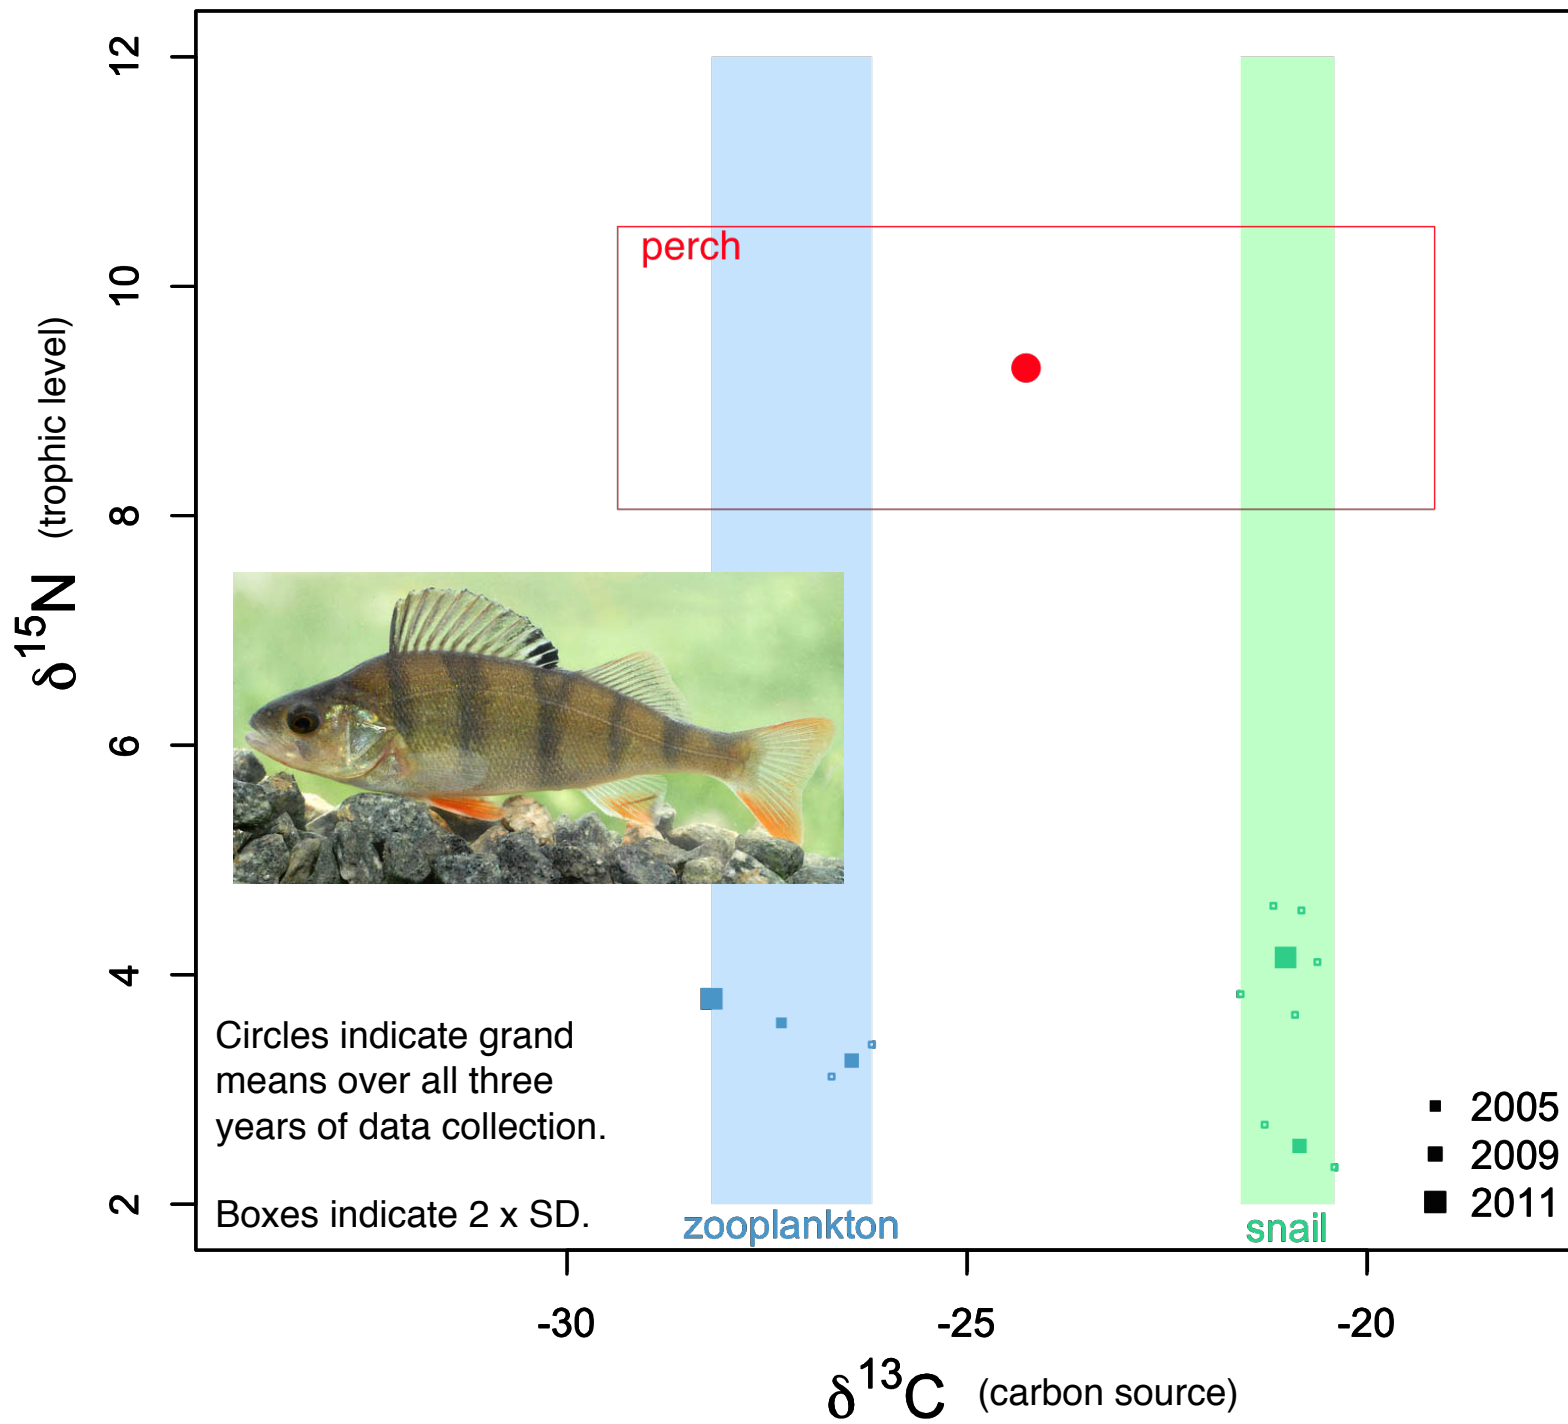 12
10
8
6
4
2
δ15N (trophic level)
perch
Circles indicate grand
means over all three
years of data collection.
Boxes indicate 2 x SD.
zooplankton
snail
2005
2009
2011
-30
-25
-20
δ13C (carbon source)